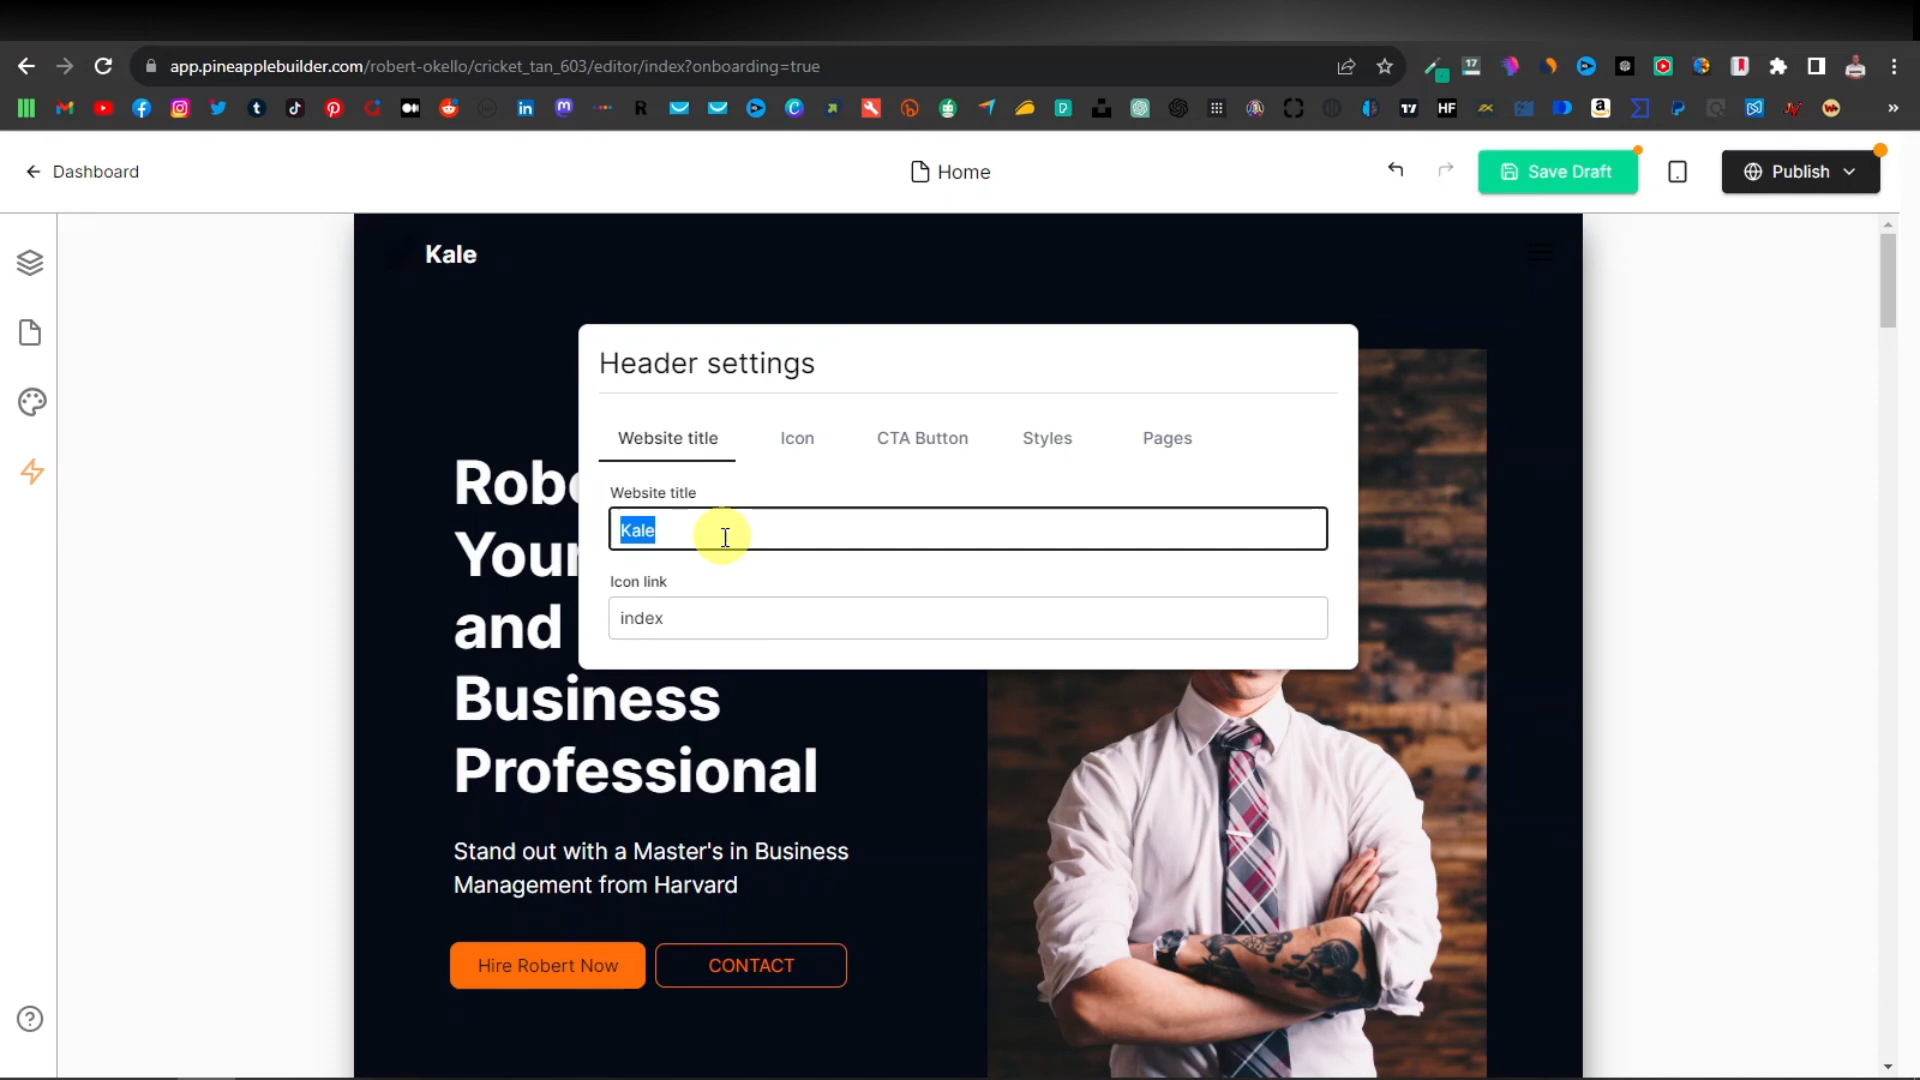 app.pineapplebuilder.com/robert-okello/cricket_tan_603/editor/index?onboarding=true
Dashboard
Home
Save Draft
Publish
Kale
Header settings
Website title
Icon
CTA Button
Styles
Pages
Website title
Kale
Icon link
index
Robe
Your
and
Business
Professional
Stand out with a Master's in Business
Management from Harvard
Hire Robert Now
CONTACT